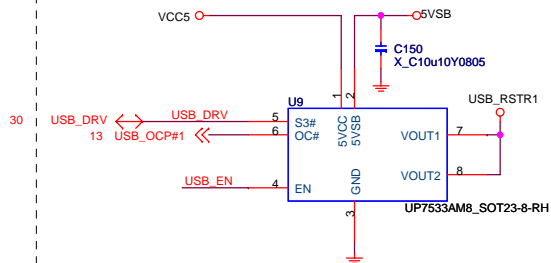 VCC5
5VSB
C150
X_C10u10Y0805
U9
1
2
USB_RSTR1
30
USB_DRV
USB_DRV
5
S3#
5VCC
5VSB
VOUT1
7
13
USB_OCP#1
6
OC#
USB_EN
4
EN
GND
VOUT2
8
3
UP7533AM8_SOT23-8-RH